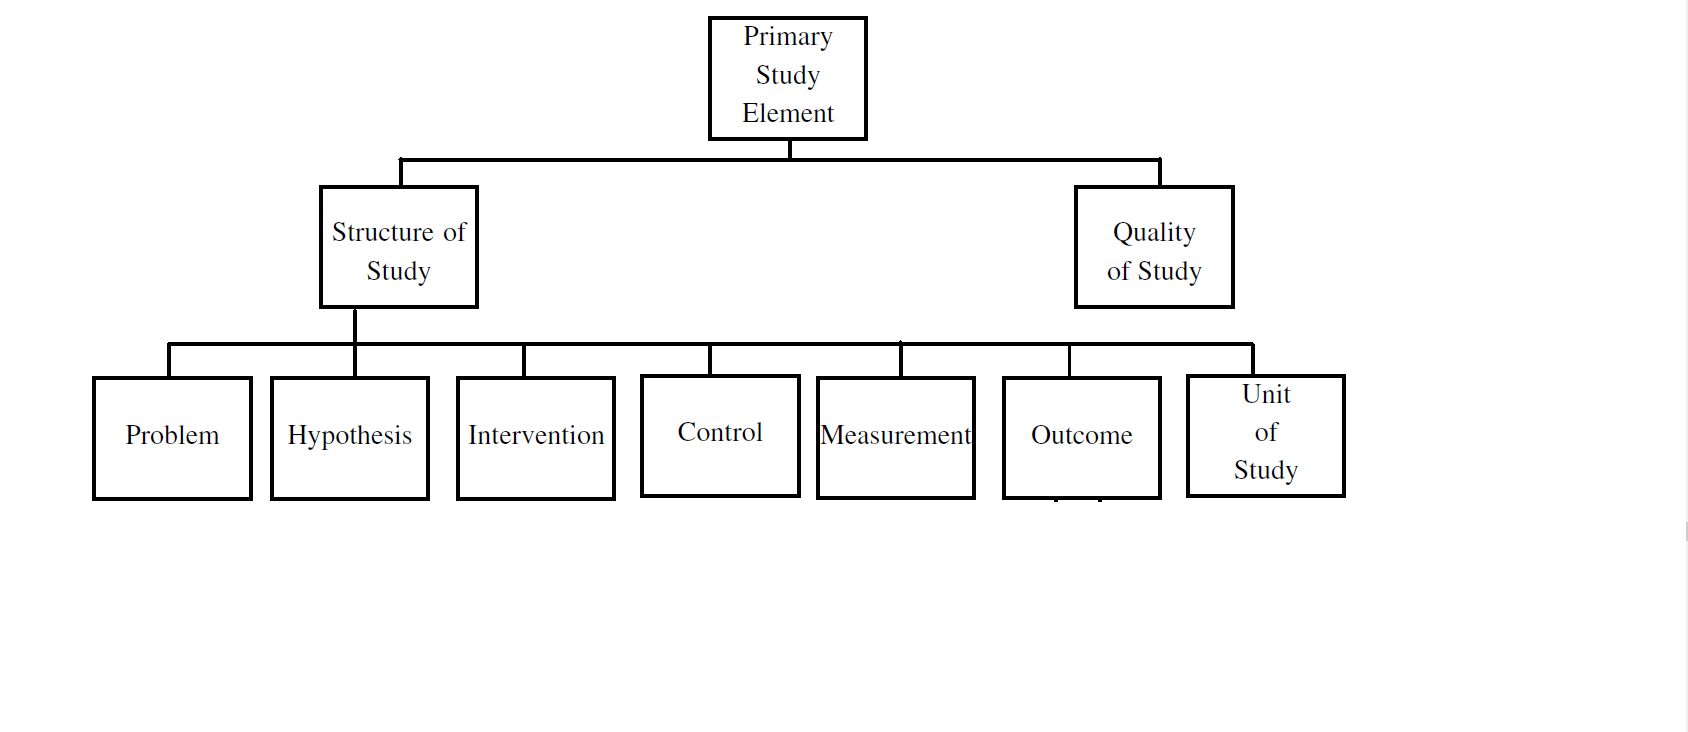 Primary
Study
Element
Structure of
Study
Quality
of Study
Problem
Hypothesis
Intervention
Control
Measurement
Outcome
Unit
of
Study